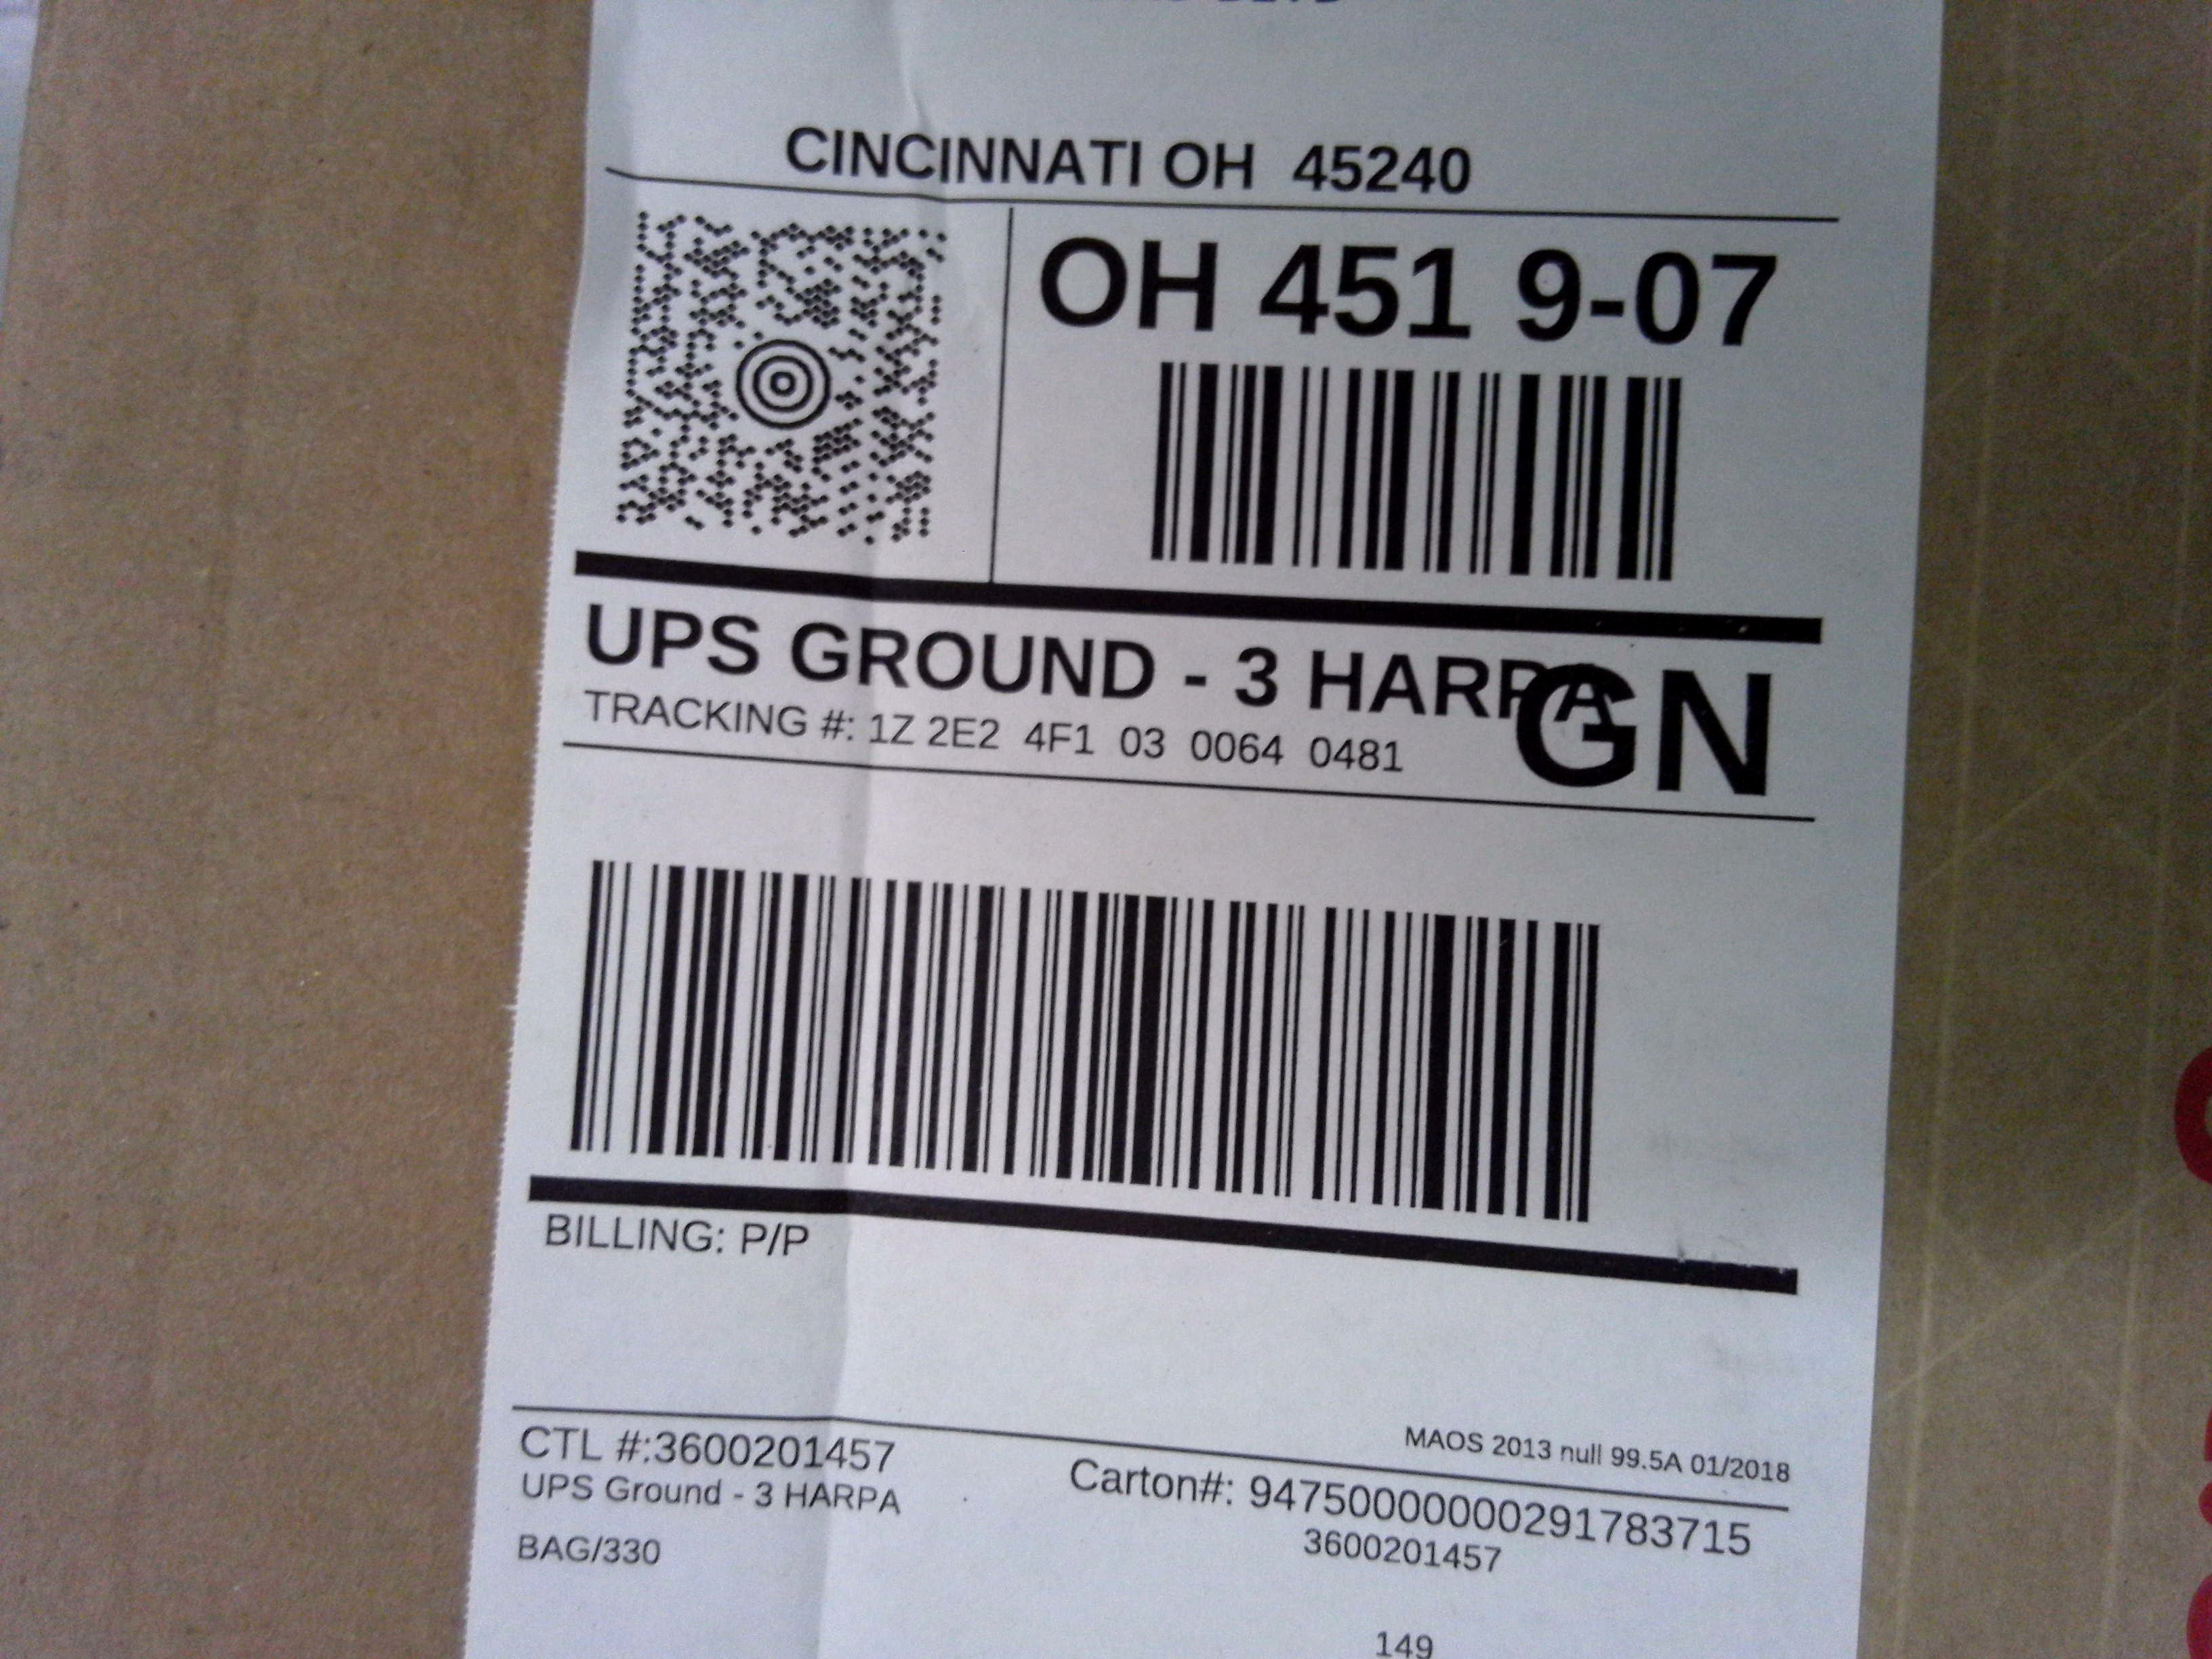 CINCINNATI OH 45240
OH 451 9-07
UPS GROUND - 3 HARPA
GN
TRACKING #: 1Z 2E2 4F1 03 0064 0481
BILLING: P/P
MAOS 2013 null 99.5A 01/2018
CTL #:3600201457
Carton#: 94750000000291783715
UPS Ground - 3 HARPA
3600201457
BAG/330
149